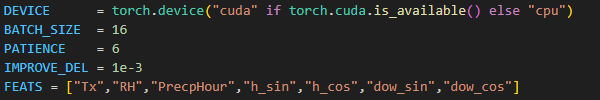 DEVICE      = torch.device("cuda" if torch.cuda.is_available() else "cpu")
BATCH_SIZE  = 16
PATIENCE    = 6
IMPROVE_DEL = 1e-3
FEATS = ["Tx","RH","PrecpHour","h_sin","h_cos","dow_sin","dow_cos"]